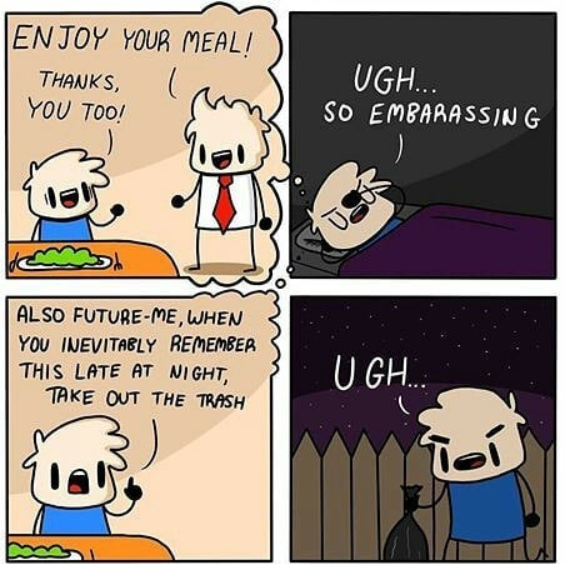 ENJOY YOUR MEAL!
THANKS,
YOU TOO!
UGH...
SO EMBARASSING
ALSO FUTURE-ME, WHEN
YOU INEVITABLY REMEMBER
THIS LATE AT NIGHT,
TAKE OUT THE TRASH
UGH...